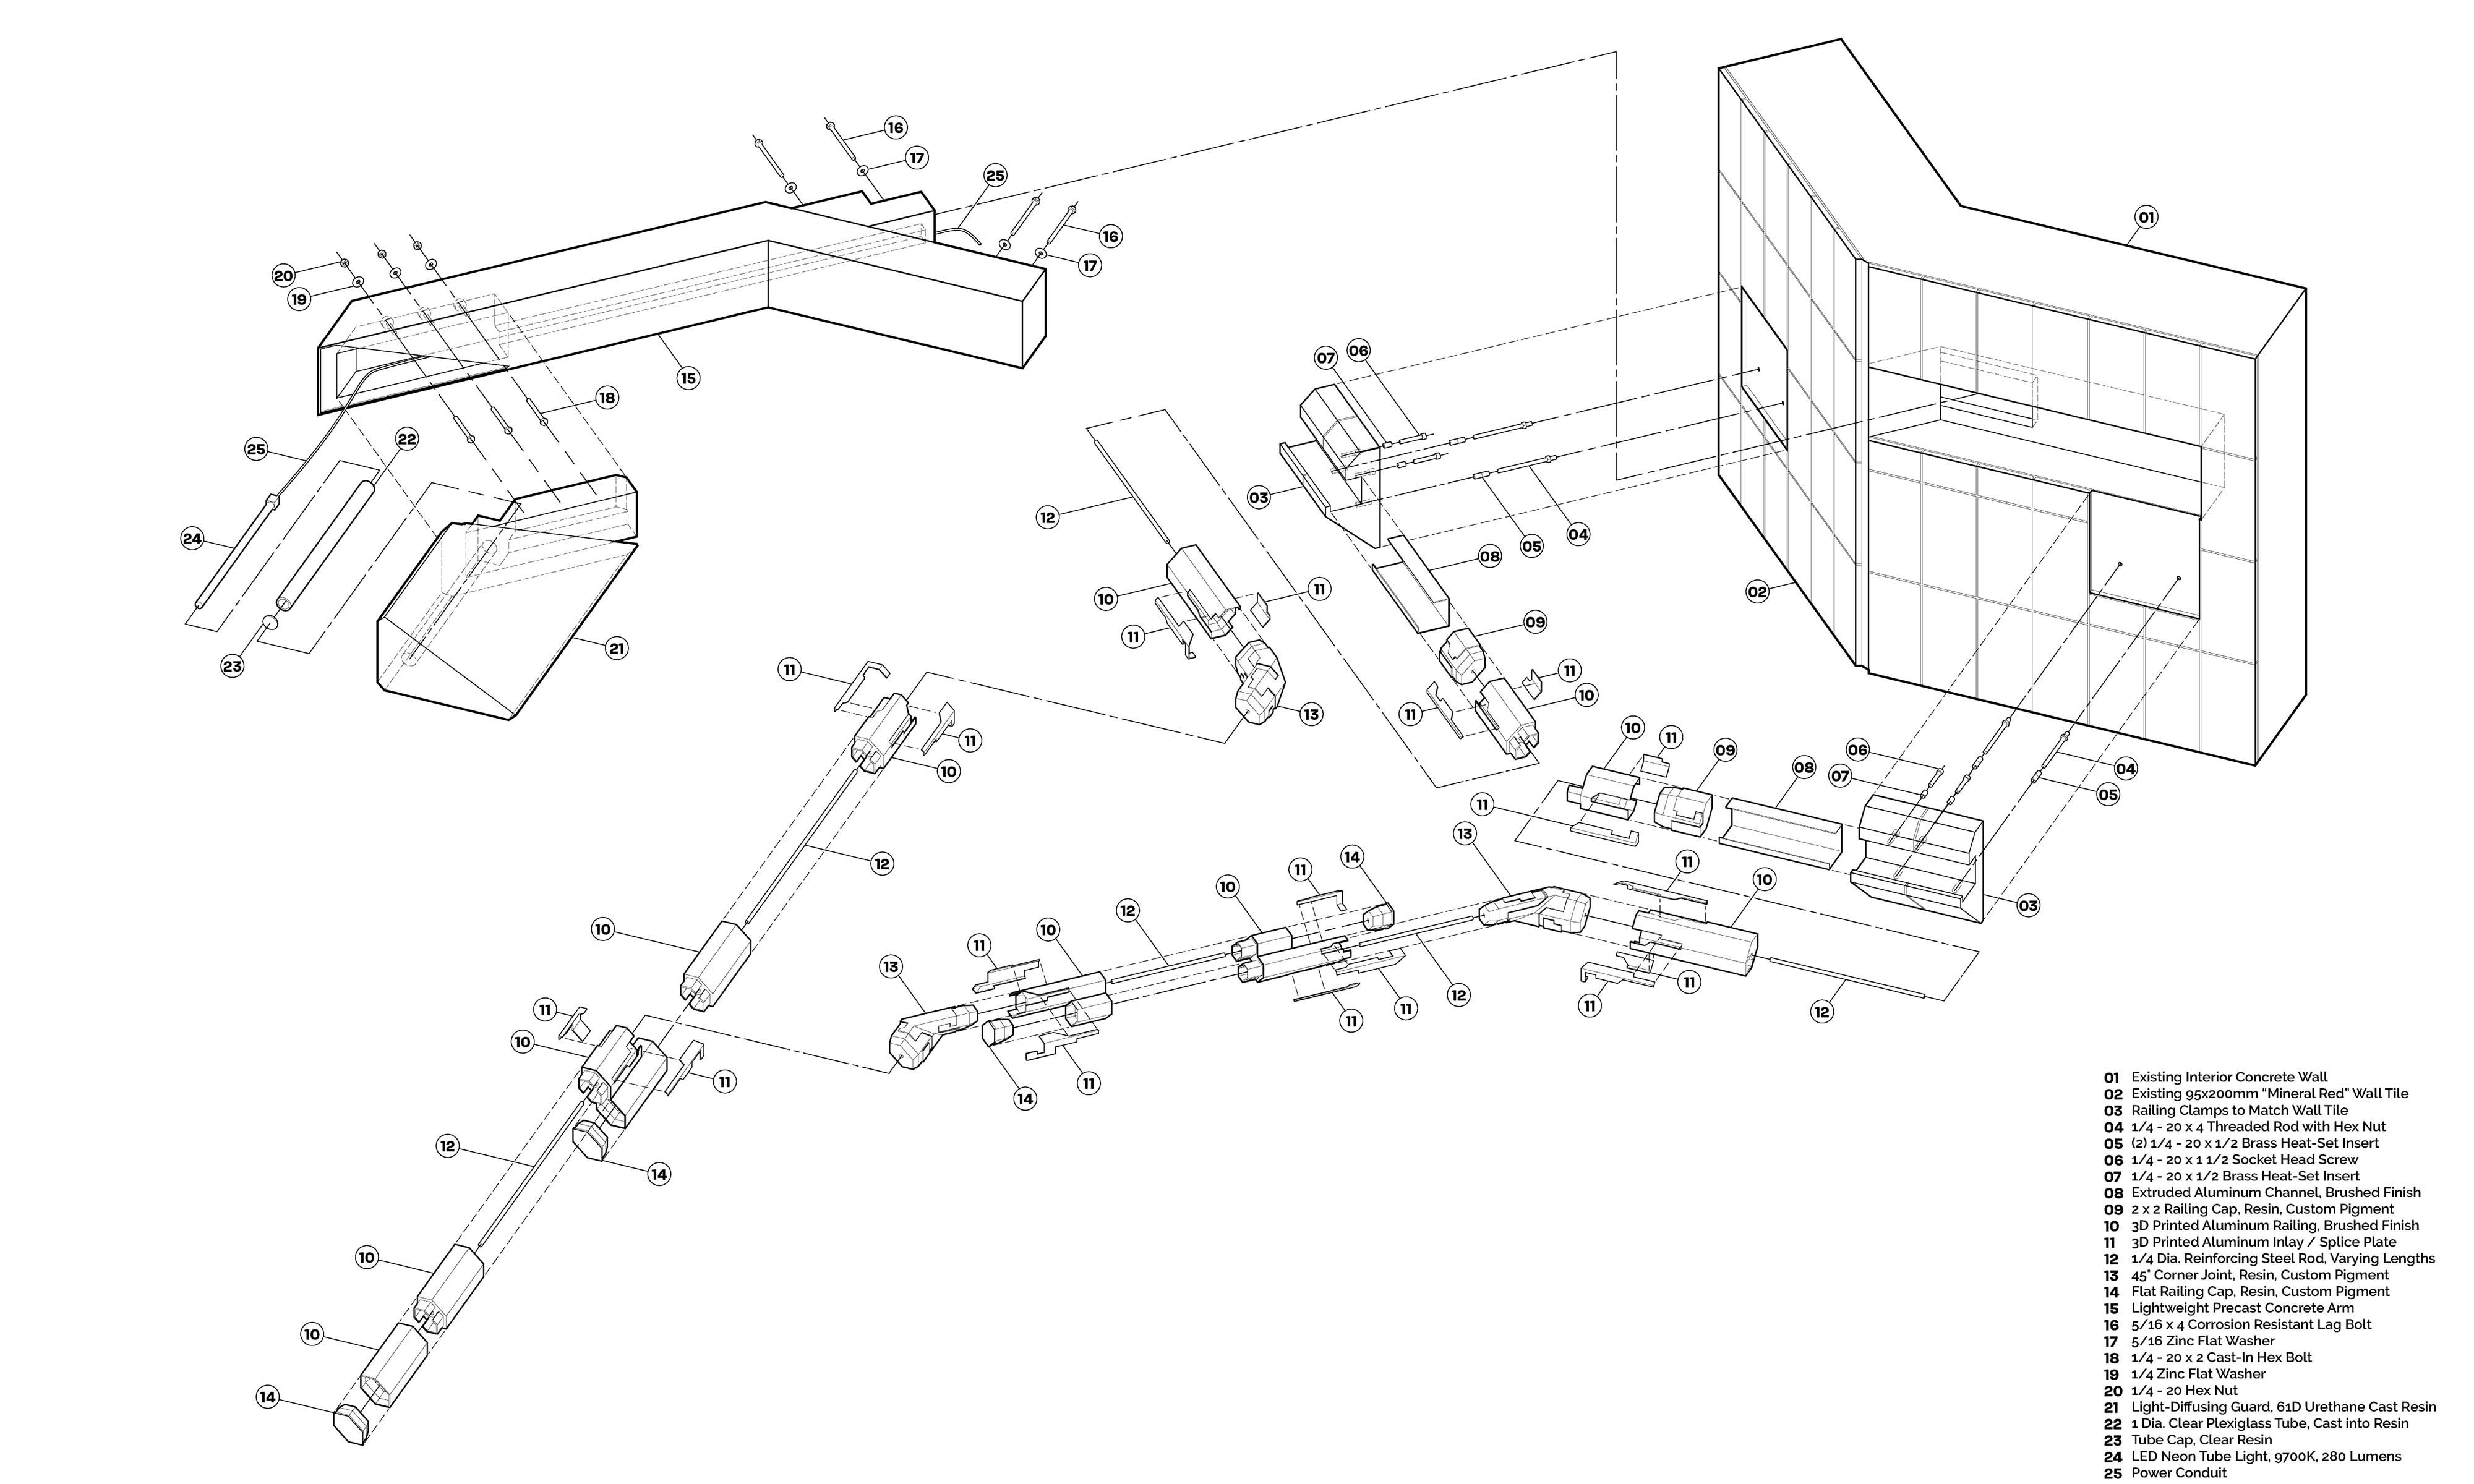 16
17
25
01
16
20
17
19
06
07
15
18
22
25
03
12
04
05
24
08
02
11
10
09
11
21
23
11
11
10
13
11
11
10
10
11
09
06
08
04
07
05
11
12
13
14
11
11
10
10
03
12
10
11
10
13
11
11
12
11
11
11
12
10
11
11
14
12
14
10
10
14
01 Existing Interior Concrete Wall
02 Existing 95x200mm “Mineral Red” Wall Tile
03 Railing Clamps to Match Wall Tile
04 1/4 - 20 x 4 Threaded Rod with Hex Nut
05 (2) 1/4 - 20 x 1/2 Brass Heat-Set Insert
06 1/4 - 20 x 1 1/2 Socket Head Screw
07 1/4 - 20 x 1/2 Brass Heat-Set Insert
08 Extruded Aluminum Channel, Brushed Finish
09 2 x 2 Railing Cap, Resin, Custom Pigment
10 3D Printed Aluminum Railing, Brushed Finish
11 3D Printed Aluminum Inlay / Splice Plate
12 1/4 Dia. Reinforcing Steel Rod, Varying Lengths
13 45° Corner Joint, Resin, Custom Pigment
14 Flat Railing Cap, Resin, Custom Pigment
15 Lightweight Precast Concrete Arm
16 5/16 x 4 Corrosion Resistant Lag Bolt
17 5/16 Zinc Flat Washer
18 1/4 - 20 x 2 Cast-In Hex Bolt
19 1/4 Zinc Flat Washer
20 1/4 - 20 Hex Nut
21 Light-Diffusing Guard, 61D Urethane Cast Resin
22 1 Dia. Clear Plexiglass Tube, Cast into Resin
23 Tube Cap, Clear Resin
24 LED Neon Tube Light, 9700K, 280 Lumens
25 Power Conduit